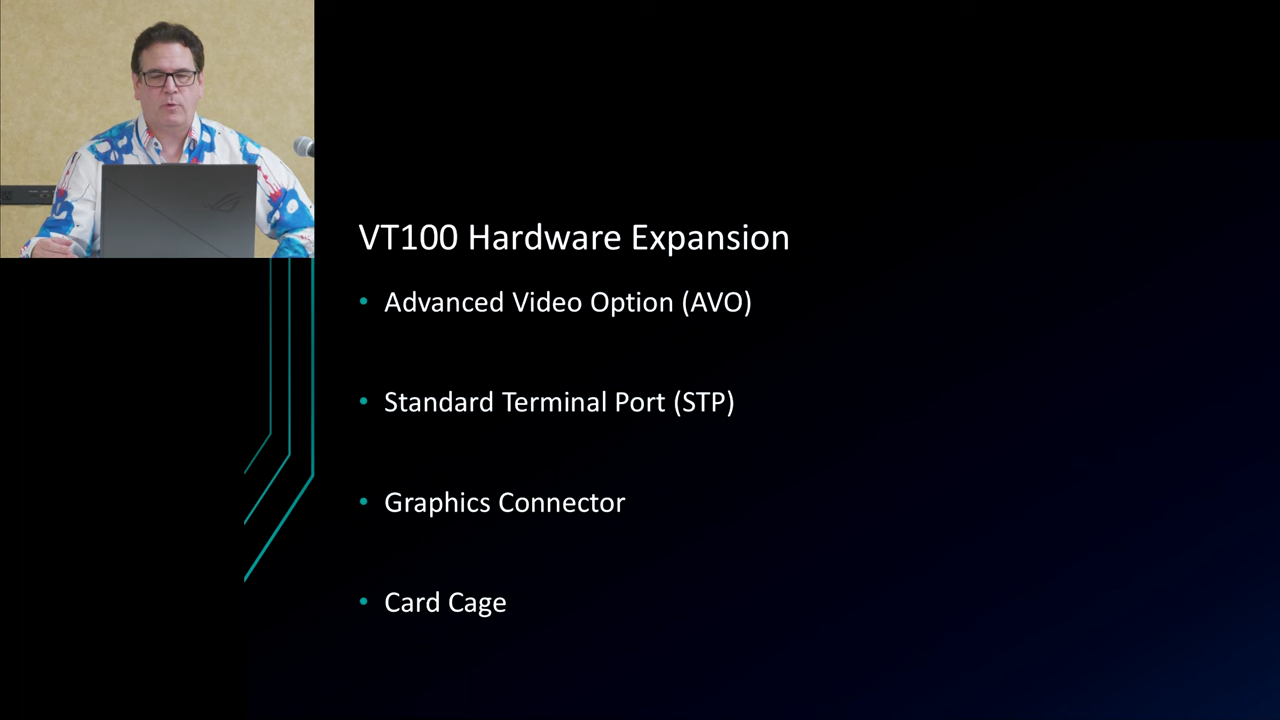 VT100 Hardware Expansion
• Advanced Video Option (AVO)
• Standard Terminal Port (STP)
• Graphics Connector
• Card Cage